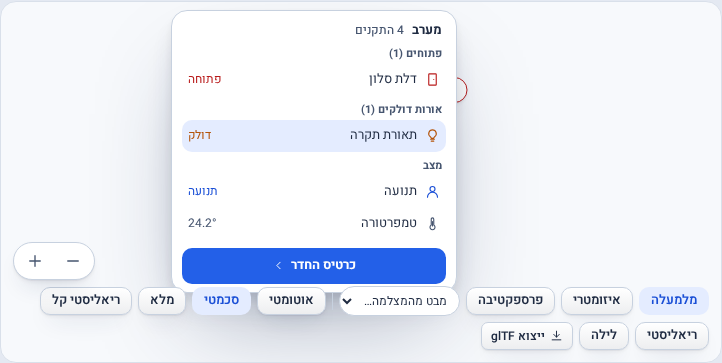 מערב 4 התקנים
פתוחים (1)
דלת סלון פתוחה
אורות דולקים (1)
תאורת תקרה דולק
מצב
תנועה תנועה
טמפרטורה 24.2°
כרטיס החדר
מלמעלה איזומטרי פרספקטיבה מבט מהמצלמה... אוטומטי סכמטי מלא ריאליסטי קל
ריאליסטי לילה ייצוא glTF